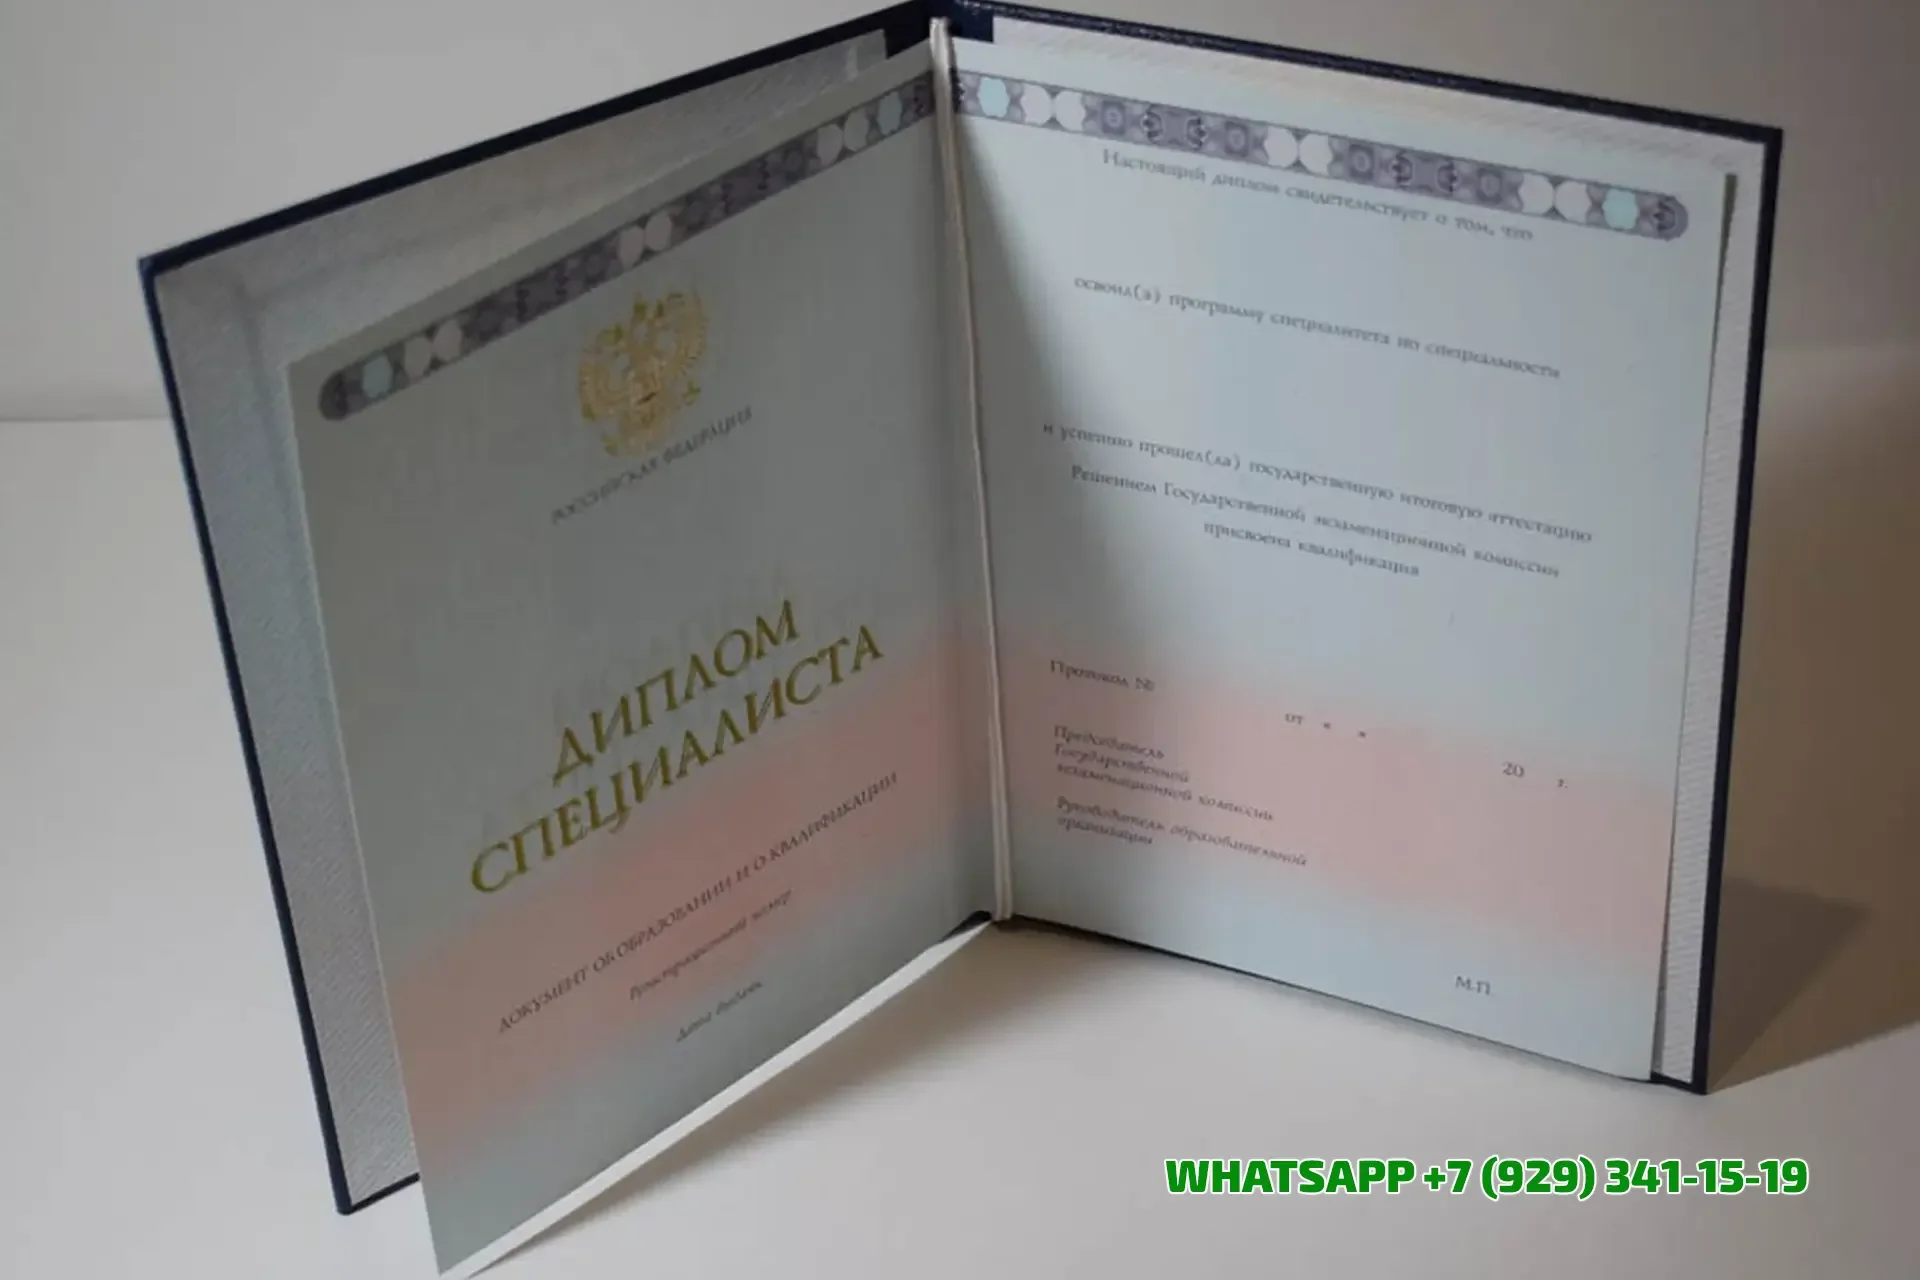 РОССИЙСКАЯ ФЕДЕРАЦИЯ
ДИПЛОМ
СПЕЦИАЛИСТА
ДОКУМЕНТ ОБ ОБРАЗОВАНИИ И О КВАЛИФИКАЦИИ
Регистрационный номер
Дата выдачи
Настоящий диплом свидетельствует о том, что
освоил(а) программу специалитета по специальности
и успешно прошел(ла) государственную итоговую аттестацию
Решением Государственной экзаменационной комиссии
присвоена квалификация
Протокол №
от « »
20 г.
Председатель
Государственной
экзаменационной комиссии
Руководитель образовательной
организации
М.П.
WHATSAPP +7 (929) 341-15-19